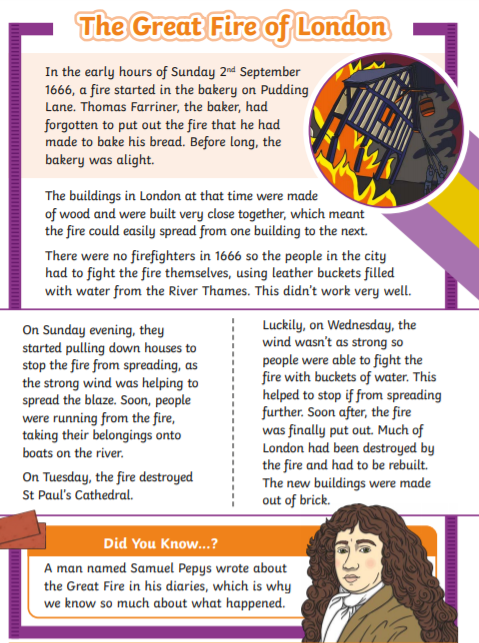 The Great Fire of London
In the early hours of Sunday 2nd September
1666, a fire started in the bakery on Pudding
Lane. Thomas Farriner, the baker, had
forgotten to put out the fire that he had
made to bake his bread. Before long, the
bakery was alight.
The buildings in London at that time were made
of wood and were built very close together, which meant
the fire could easily spread from one building to the next.
There were no firefighters in 1666 so the people in the city
had to fight the fire themselves, using leather buckets filled
with water from the River Thames. This didn't work very well.
On Sunday evening, they
started pulling down houses to
stop the fire from spreading, as
the strong wind was helping to
spread the blaze. Soon, people
were running from the fire,
taking their belongings onto
boats on the river.
On Tuesday, the fire destroyed
St Paul's Cathedral.
Luckily, on Wednesday, the
wind wasn't as strong so
people were able to fight the
fire with buckets of water. This
helped to stop if from spreading
further. Soon after, the fire
was finally put out. Much of
London had been destroyed by
the fire and had to be rebuilt.
The new buildings were made
out of brick.
Did You Know...?
A man named Samuel Pepys wrote about
the Great Fire in his diaries, which is why
we know so much about what happened.